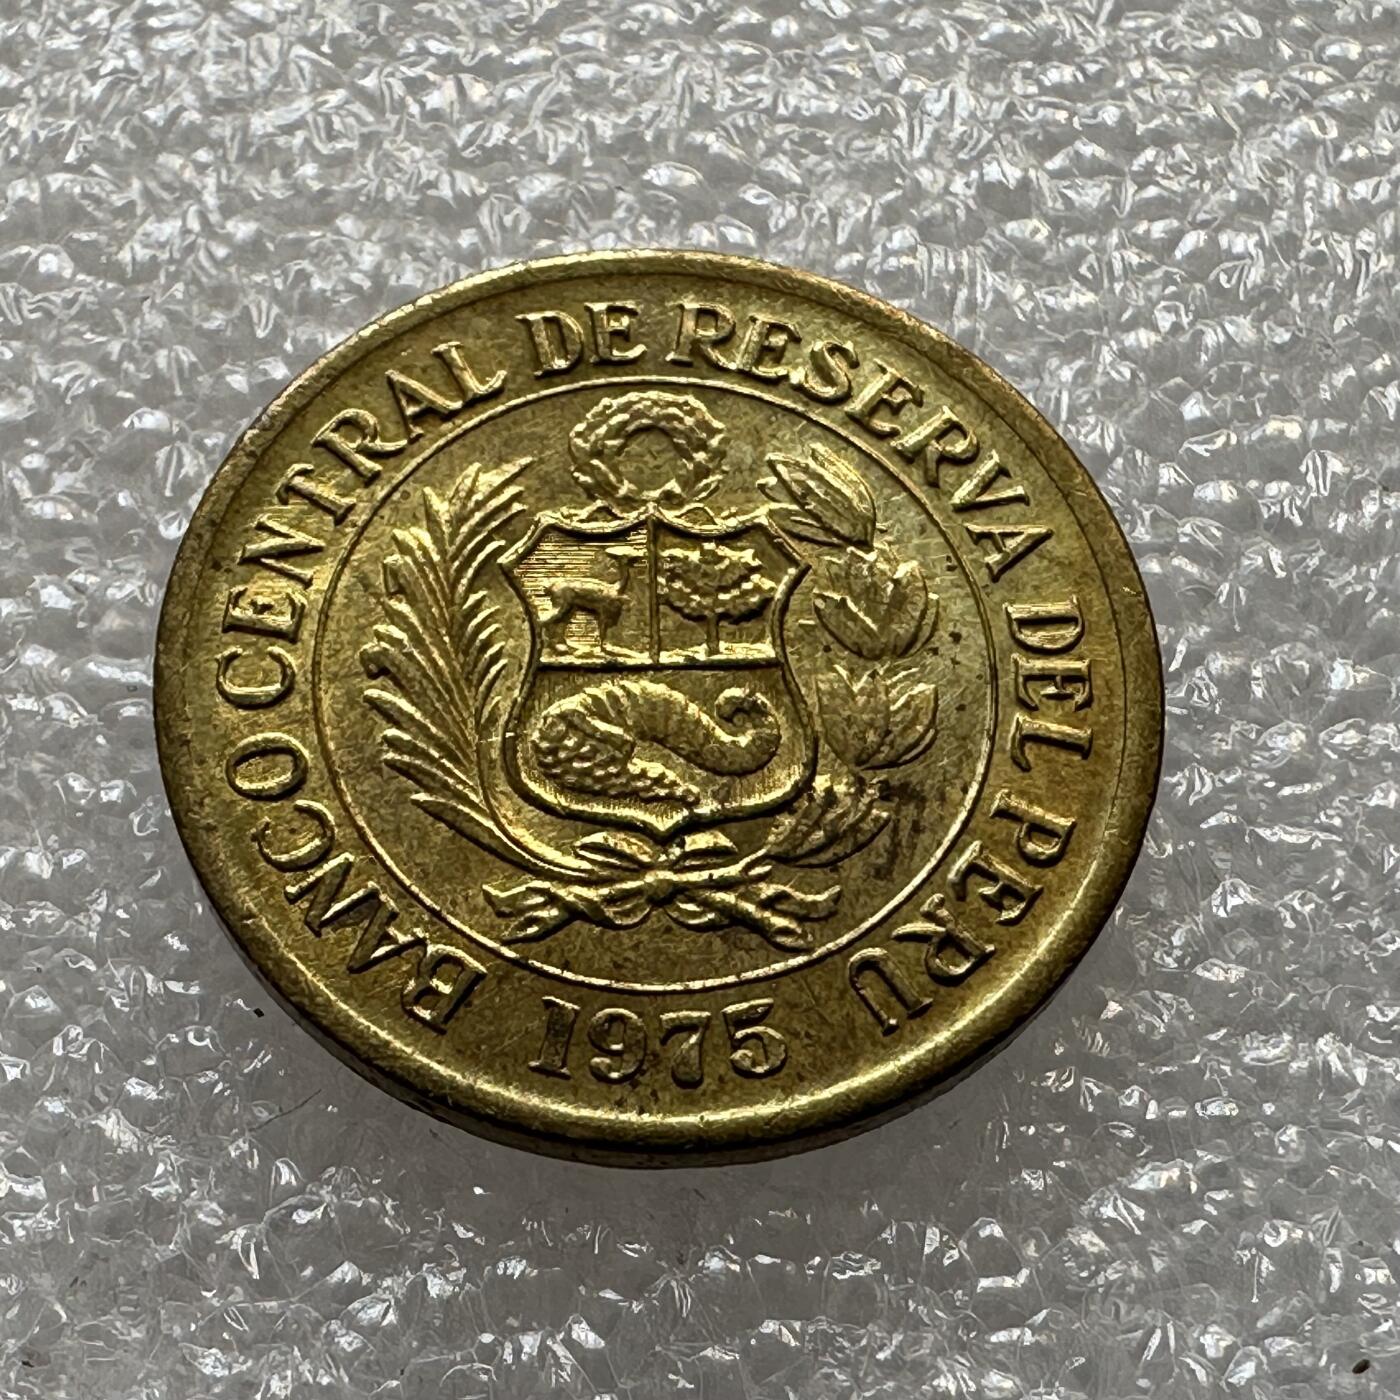 BANCO CENTRAL DE RESERVA DEL PERU
1975